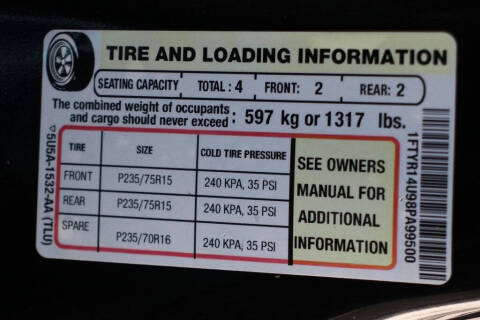 TIRE AND LOADING INFORMATION
SEATING CAPACITY TOTAL : 4 FRONT: 2 REAR: 2
The combined weight of occupants
and cargo should never exceed : 597 kg or 1317 lbs.
TIRE SIZE COLD TIRE PRESSURE
FRONT P235/75R15 240 KPA, 35 PSI
REAR P235/75R15 240 KPA, 35 PSI
SPARE P235/70R16 240 KPA, 35 PSI
SEE OWNERS
MANUAL FOR
ADDITIONAL
INFORMATION
5U5A-1532-AA (TLU)
1FTYR14U98PA99500